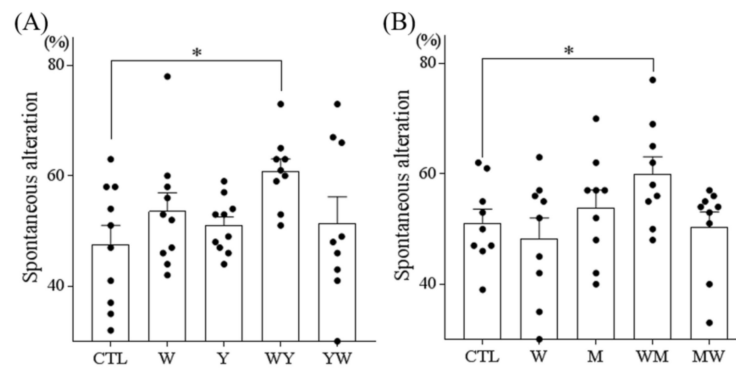 (A)
(%)
Spontaneous alteration
80
60
40
*
CTL W Y WY YW
(B)
(%)
Spontaneous alteration
80
60
40
*
CTL W M WM MW